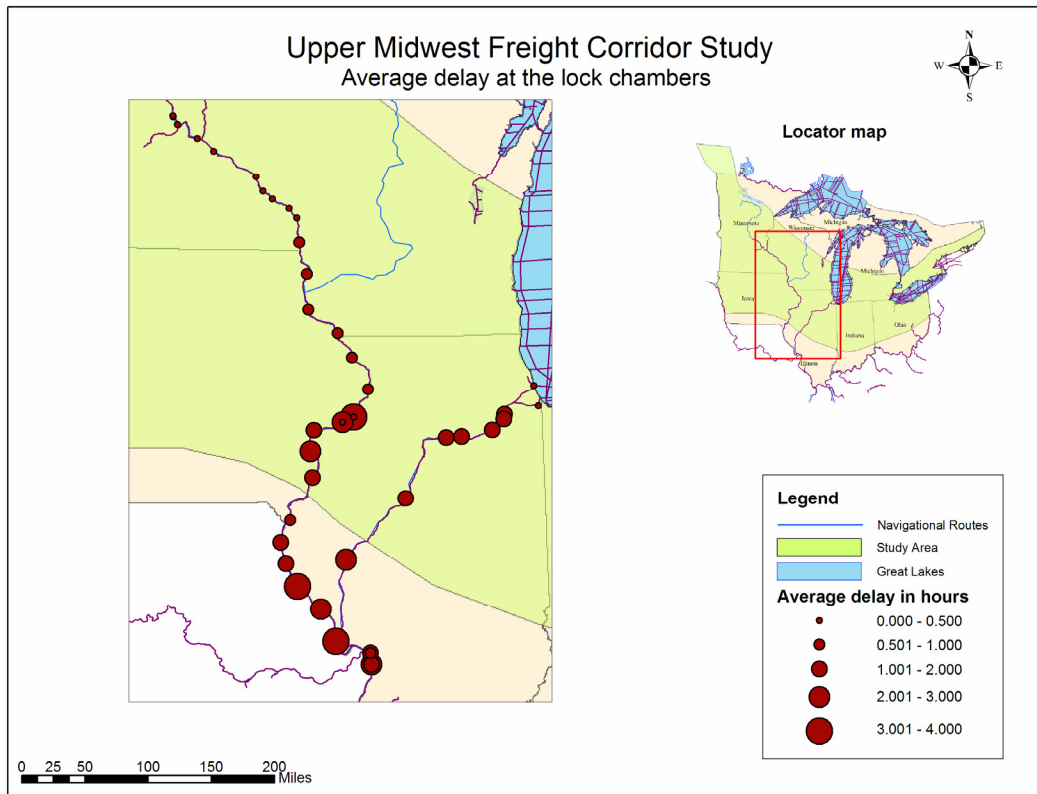 Upper Midwest Freight Corridor Study
Average delay at the lock chambers
N
W
E
S
Locator map
Minnesota
Wisconsin
Michigan
Michigan
Iowa
Indiana
Ohio
Illinois
Legend
Navigational Routes
Study Area
Great Lakes
Average delay in hours
0.000 - 0.500
0.501 - 1.000
1.001 - 2.000
2.001 - 3.000
3.001 - 4.000
0 25 50 100 150 200
Miles